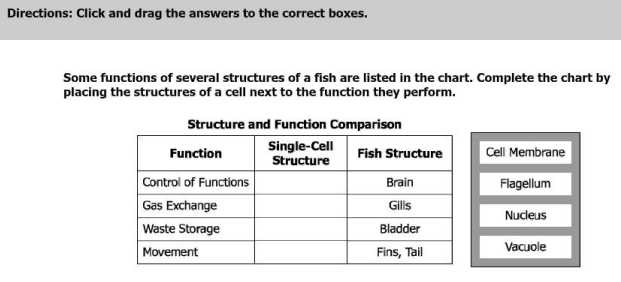 Directions: Click and drag the answers to the correct boxes.
Some functions of several structures of a fish are listed in the chart. Complete the chart by
placing the structures of a cell next to the function they perform.
Structure and Function Comparison
Function Single-Cell Structure Fish Structure
Control of Functions Brain
Gas Exchange Gills
Waste Storage Bladder
Movement Fins, Tail
Cell Membrane
Flagellum
Nucleus
Vacuole